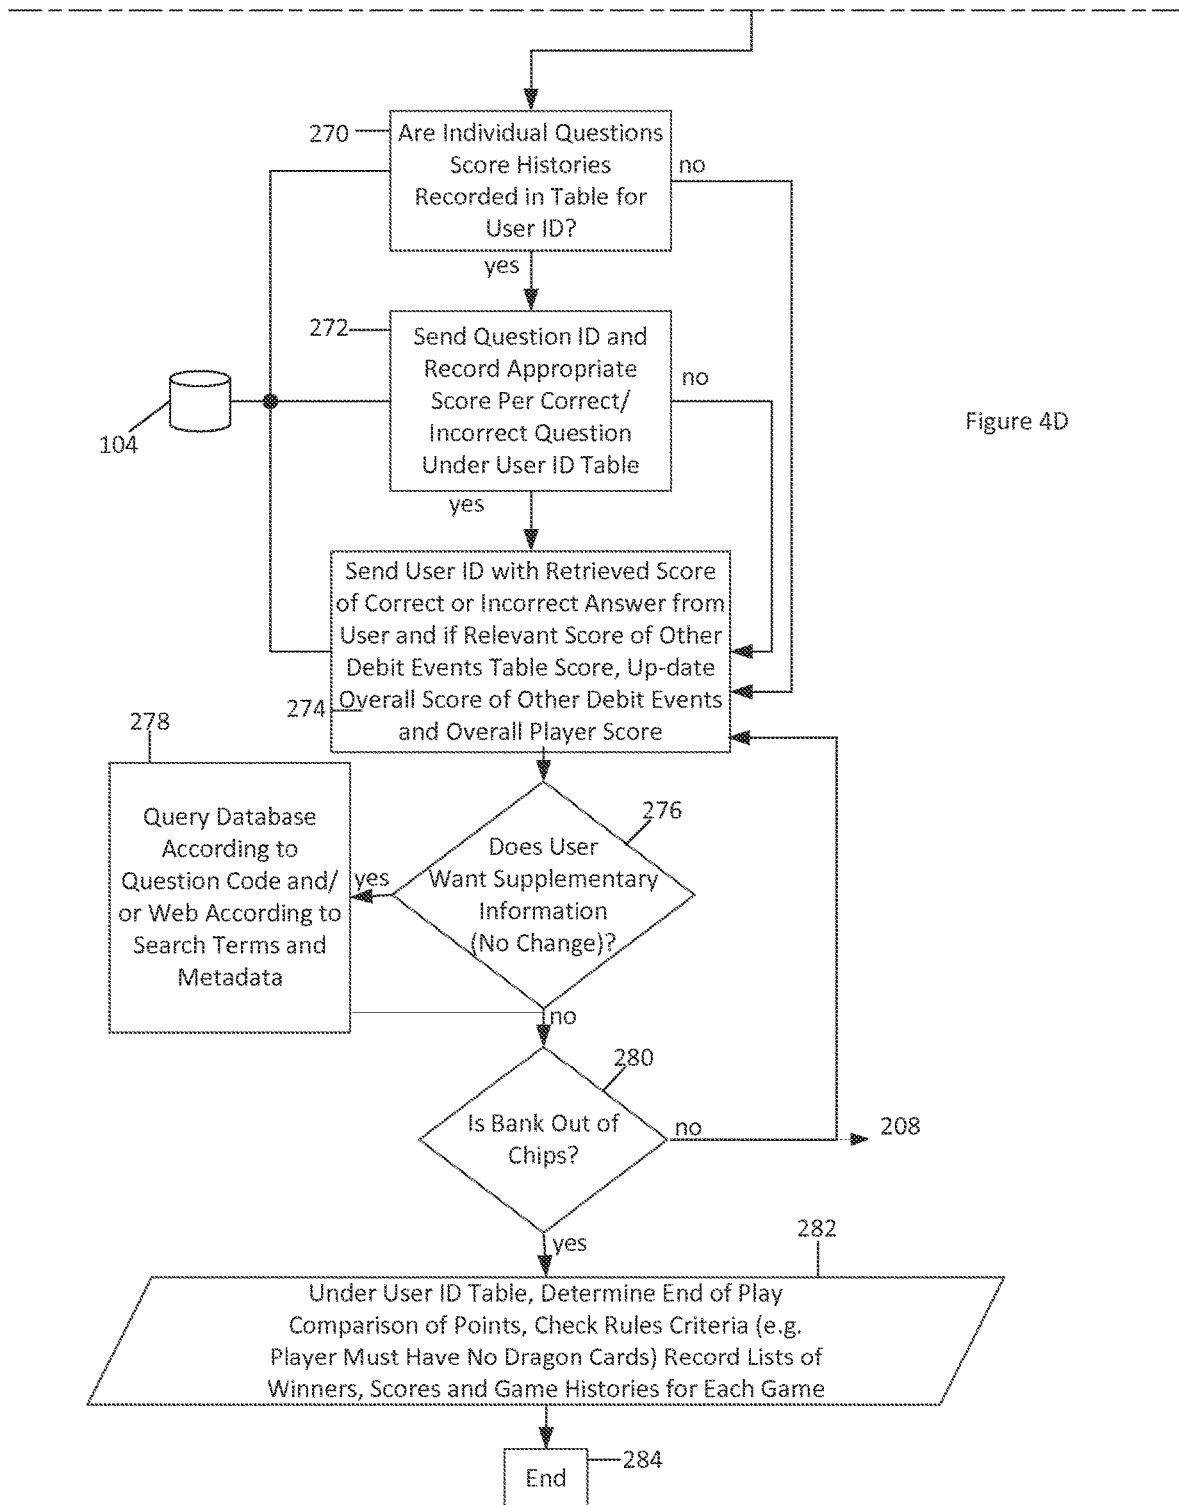 270
Are Individual Questions
Score Histories
Recorded in Table for
User ID?
no
yes
272
Send Question ID and
Record Appropriate
Score Per Correct/
Incorrect Question
Under User ID Table
no
104
Figure 4D
yes
Send User ID with Retrieved Score
of Correct or Incorrect Answer from
User and if Relevant Score of Other
Debit Events Table Score, Up-date
Overall Score of Other Debit Events
and Overall Player Score
274
278
Query Database
According to
Question Code and/
or Web According to
Search Terms and
Metadata
276
Does User
Want Supplementary
Information
(No Change)?
yes
no
280
Is Bank Out of
Chips?
no
208
yes
282
Under User ID Table, Determine End of Play
Comparison of Points, Check Rules Criteria (e.g.
Player Must Have No Dragon Cards) Record Lists of
Winners, Scores and Game Histories for Each Game
End
284